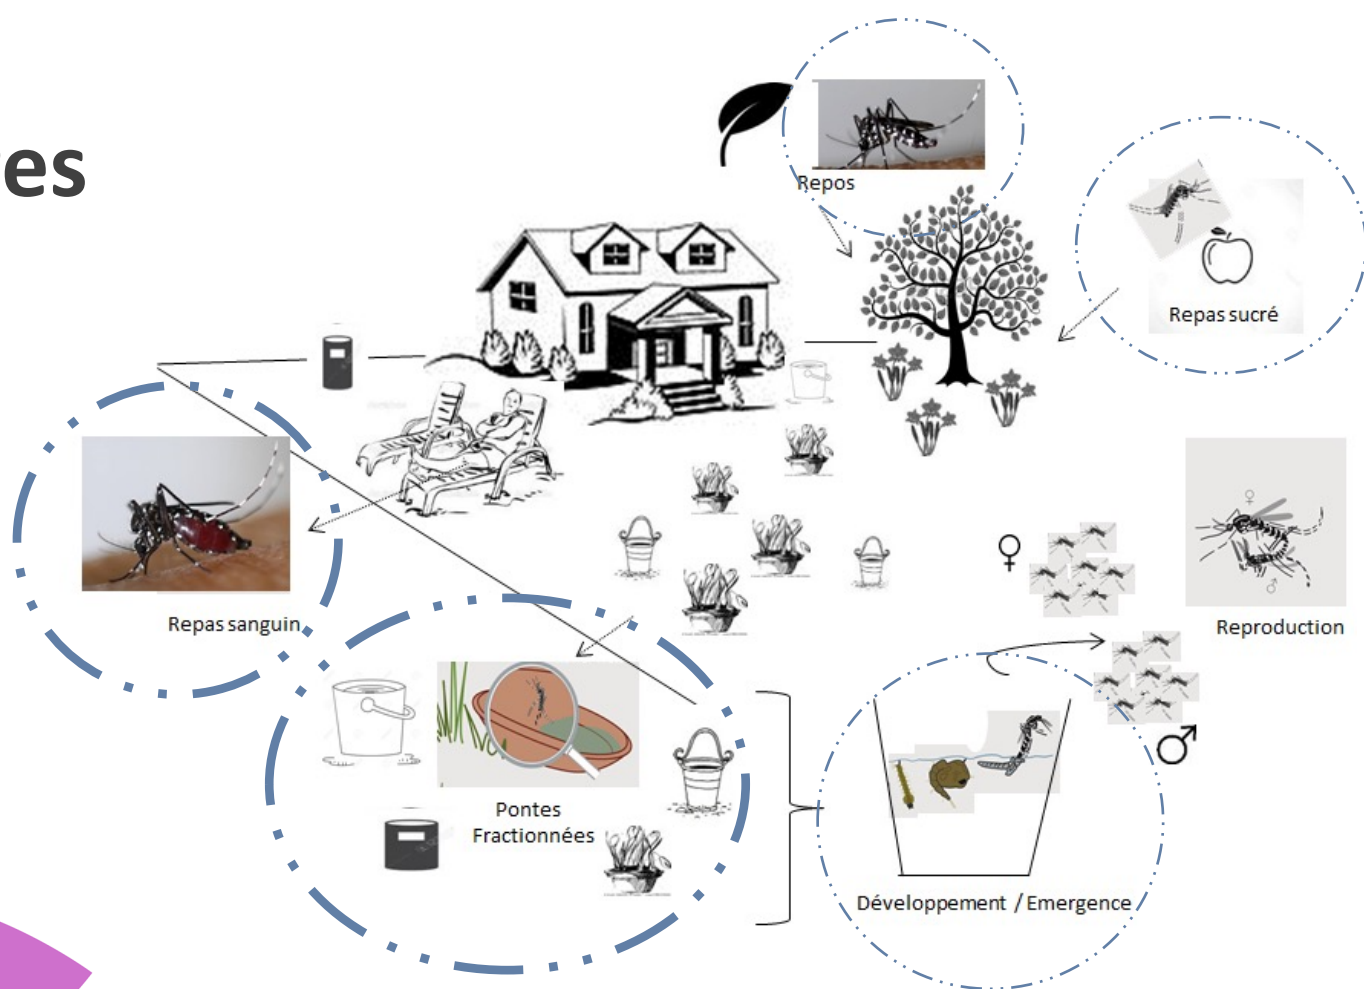 es
Repos
Repas sucré
Repas sanguin
♀
♀
♂
Reproduction
♂
Pontes
Fractionnées
Développement / Emergence